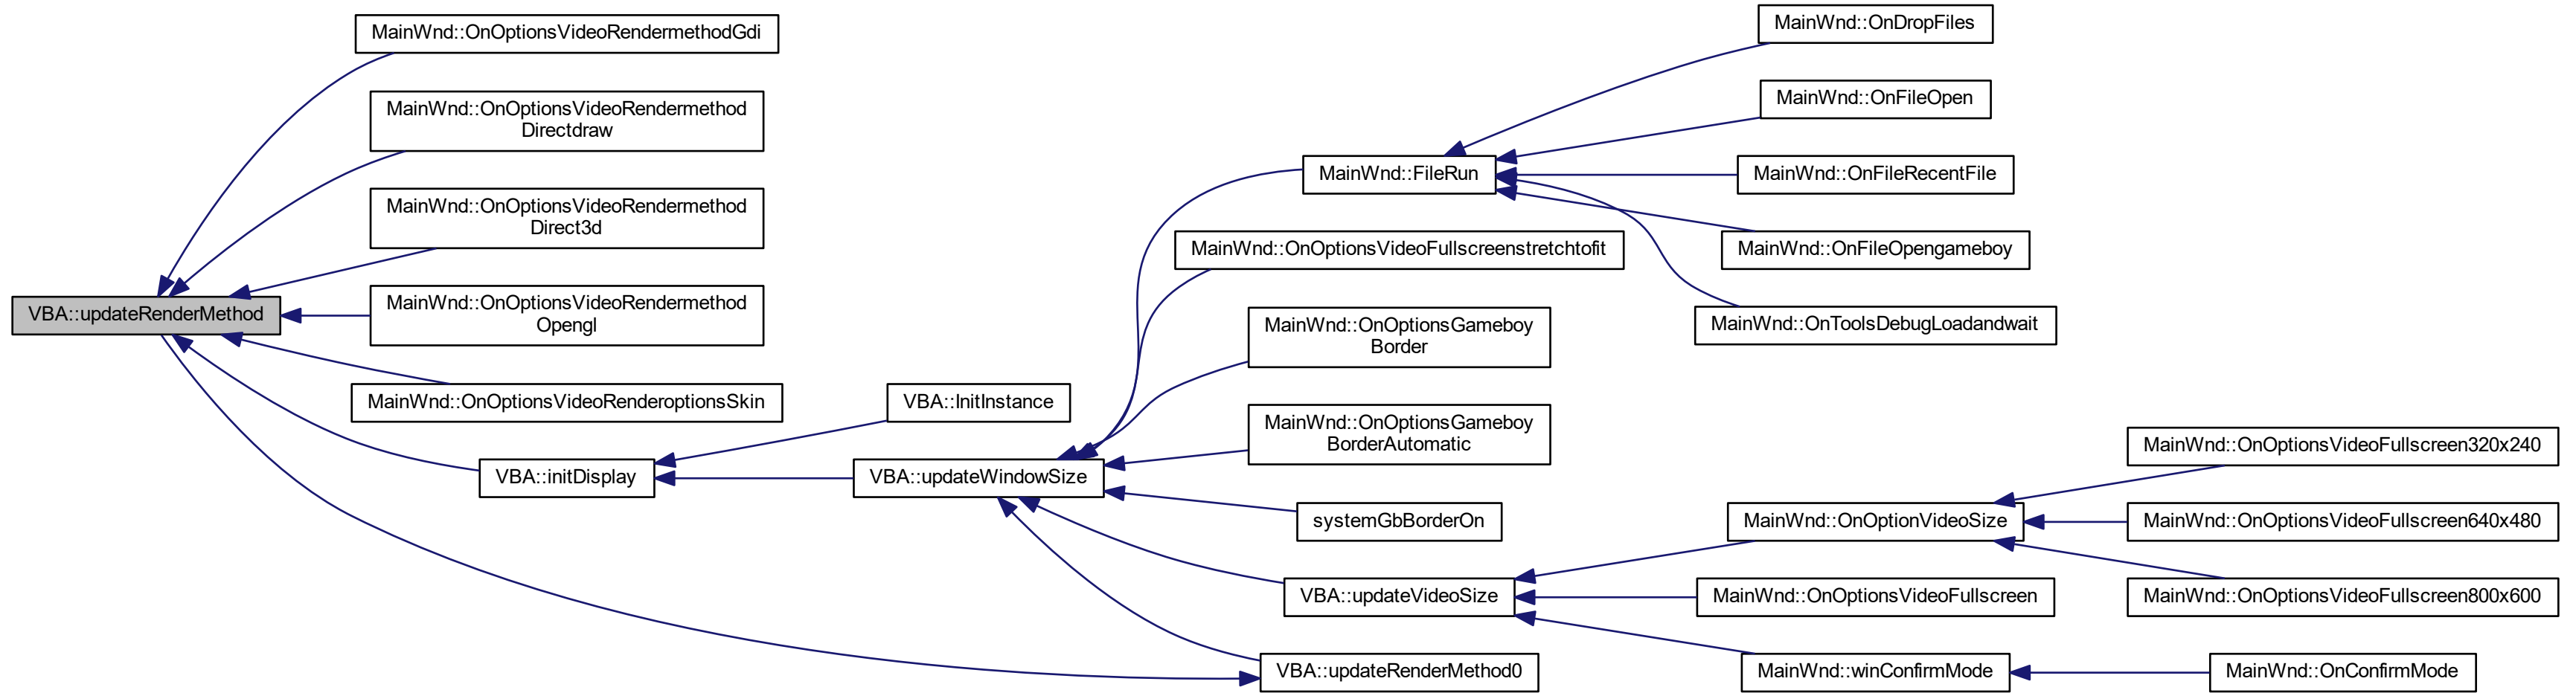 VBA::updateRenderMethod
MainWnd::OnOptionsVideoRendermethodGdi
MainWnd::OnOptionsVideoRendermethod
Directdraw
MainWnd::OnOptionsVideoRendermethod
Direct3d
MainWnd::OnOptionsVideoRendermethod
Opengl
MainWnd::OnOptionsVideoRenderoptionsSkin
VBA::initDisplay
VBA::InitInstance
VBA::updateWindowSize
MainWnd::FileRun
MainWnd::OnOptionsVideoFullscreenstretchtofit
MainWnd::OnOptionsGameboy
Border
MainWnd::OnOptionsGameboy
BorderAutomatic
systemGbBorderOn
VBA::updateVideoSize
VBA::updateRenderMethod0
MainWnd::OnDropFiles
MainWnd::OnFileOpen
MainWnd::OnFileRecentFile
MainWnd::OnFileOpengameboy
MainWnd::OnToolsDebugLoadandwait
MainWnd::OnOptionVideoSize
MainWnd::OnOptionsVideoFullscreen
MainWnd::winConfirmMode
MainWnd::OnOptionsVideoFullscreen320x240
MainWnd::OnOptionsVideoFullscreen640x480
MainWnd::OnOptionsVideoFullscreen800x600
MainWnd::OnConfirmMode